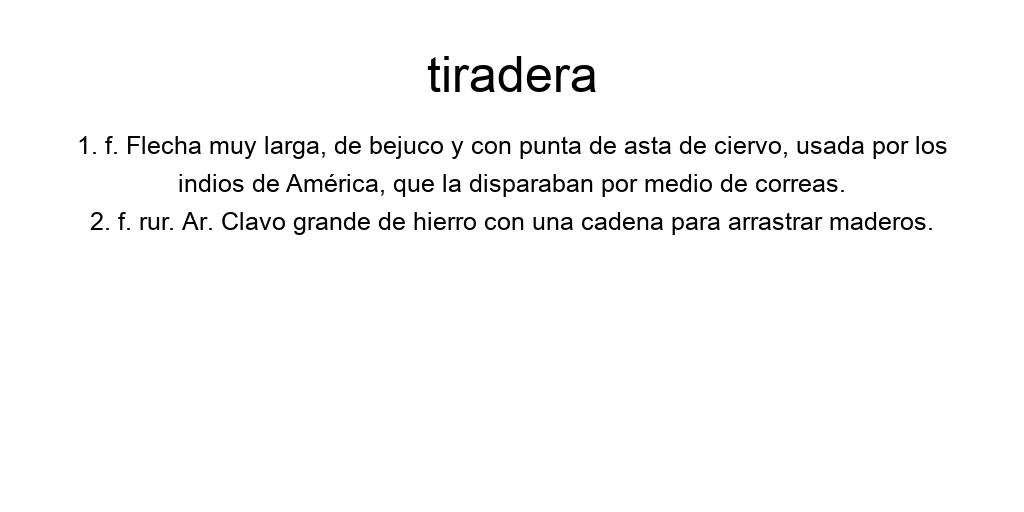 tiradera
1. f. Flecha muy larga, de bejuco y con punta de asta de ciervo, usada por los
indios de América, que la disparaban por medio de correas.
2. f. rur. Ar. Clavo grande de hierro con una cadena para arrastrar maderos.